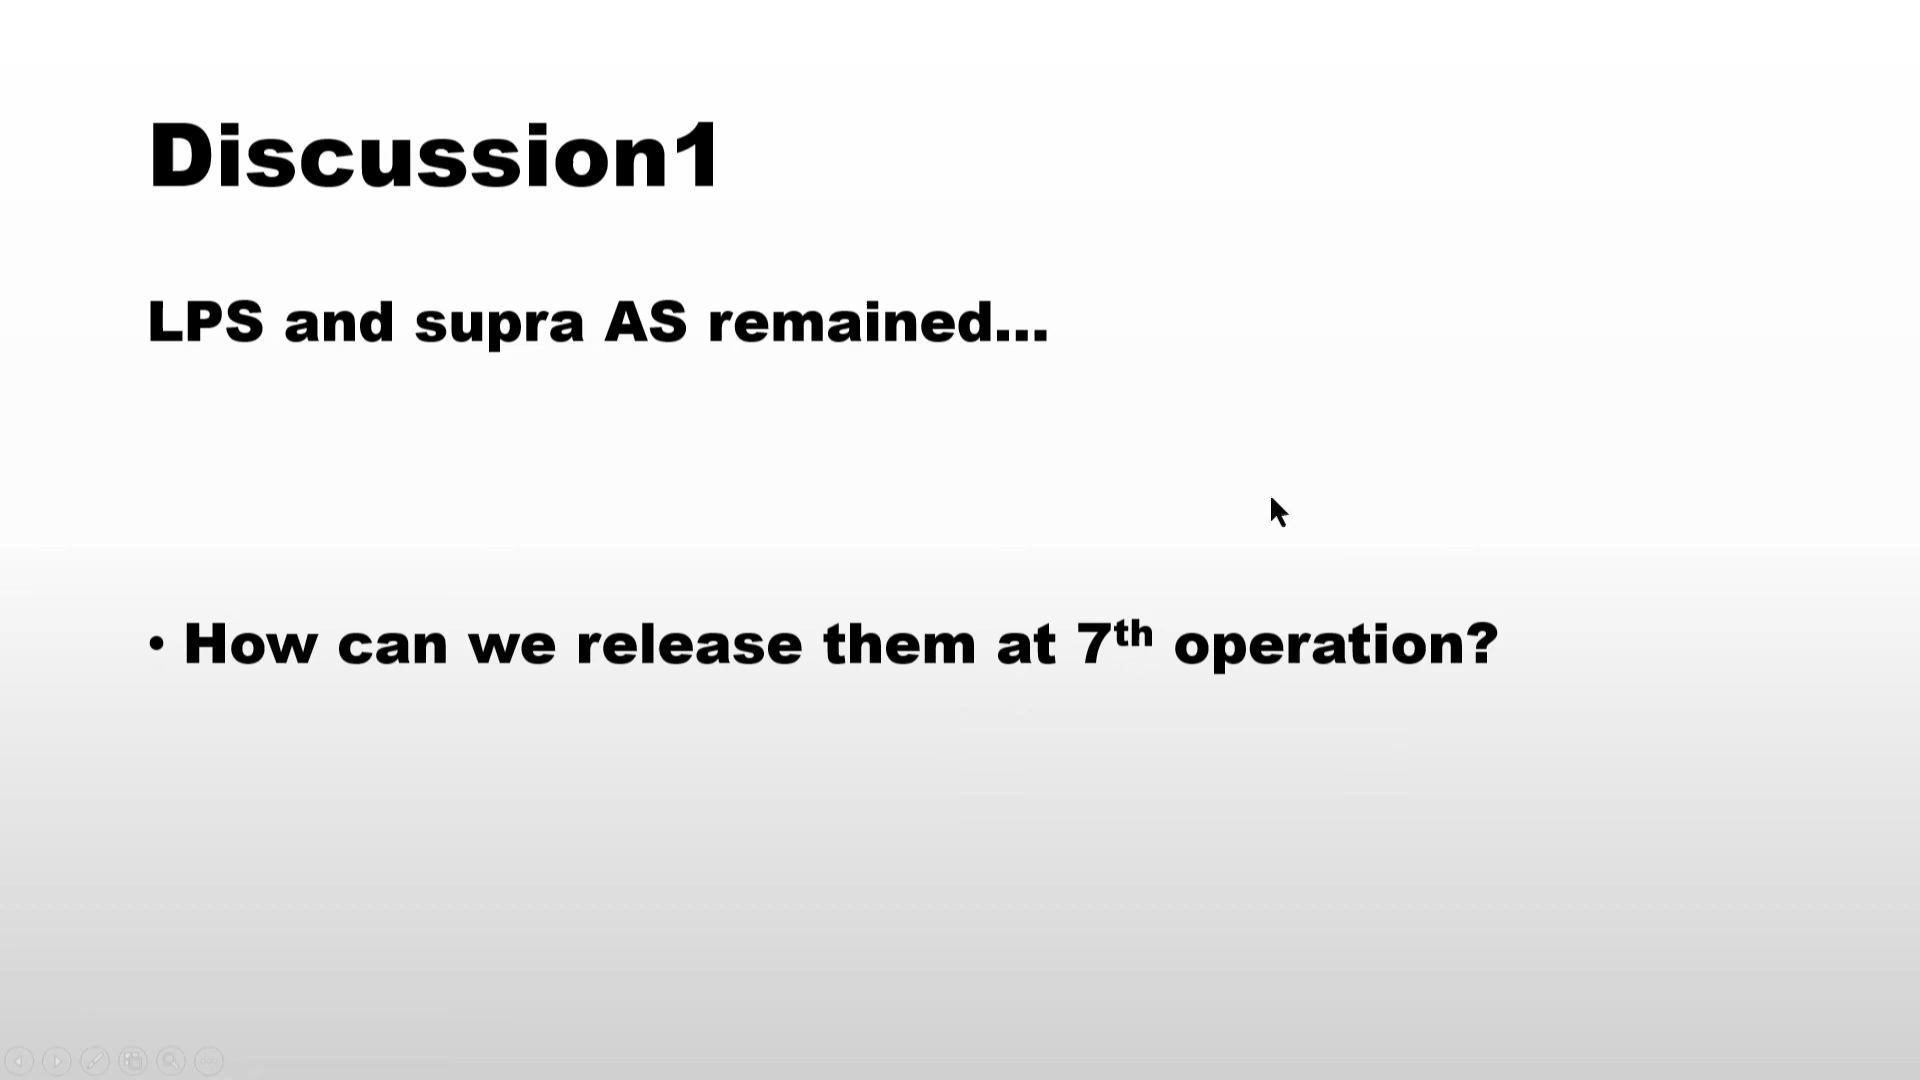 Discussion1
LPS and supra AS remained...
• How can we release them at 7th operation?